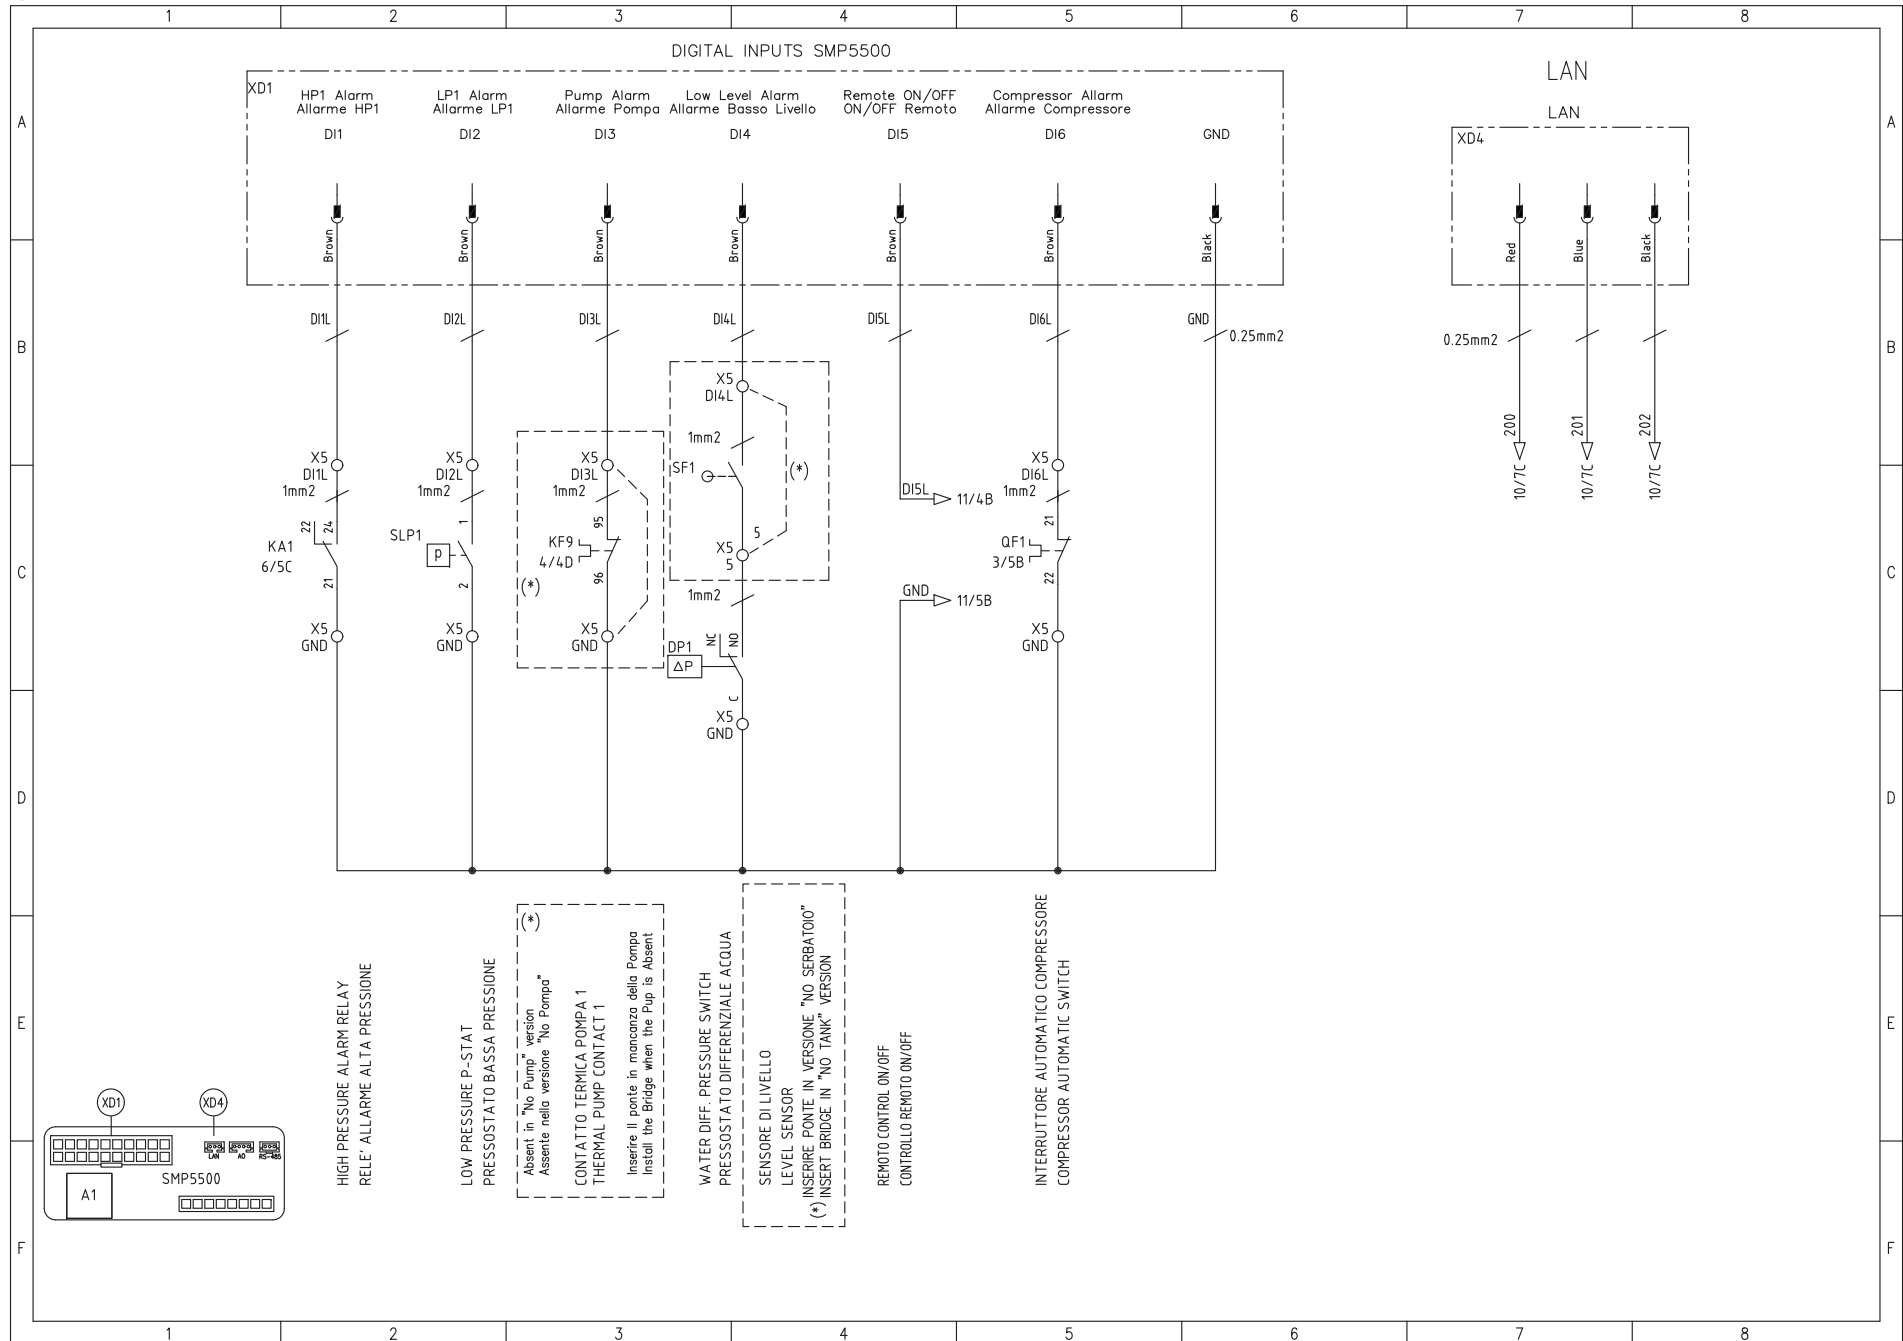 1 2 3 4 5 6 7 8
DIGITAL INPUTS SMP5500
LAN
XD1
HP1 Alarm
Allarme HP1
DI1
LP1 Alarm
Allarme LP1
DI2
Pump Alarm
Allarme Pompa
DI3
Low Level Alarm
Allarme Basso Livello
DI4
Remote ON/OFF
ON/OFF Remoto
DI5
Compressor Allarm
Allarme Compressore
DI6
GND
LAN
XD4
A A
Brown Brown Brown Brown Brown Brown Black Red Blue Black
DI1L DI2L DI3L DI4L DI5L DI6L GND
0.25mm2
0.25mm2
B B
X5
DI4L
1mm2
SF1
(*)
5
X5
5
1mm2
200 201 202
10/7C 10/7C 10/7C
X5
DI1L
1mm2
22 24
KA1
6/5C
21
X5
GND
X5
DI2L
1mm2
1
SLP1
p
2
X5
GND
X5
DI3L
1mm2
95
KF9
4/4D
96
(*)
X5
GND
NC NO
DP1
ΔP
C
X5
GND
DI5L 11/4B
GND 11/5B
X5
DI6L
1mm2
21
QF1
3/5B
22
X5
GND
C C
D D
HIGH PRESSURE ALARM RELAY
RELE' ALLARME ALTA PRESSIONE
LOW PRESSURE P-STAT
PRESSOSTATO BASSA PRESSIONE
(*)
Absent in "No Pump" version
Assente nella versione "No Pompa"
CONTATTO TERMICA POMPA 1
THERMAL PUMP CONTACT 1
Inserire Il ponte in mancanza della Pompa
Install the Bridge when the Pup is Absent
WATER DIFF. PRESSURE SWITCH
PRESSOSTATO DIFFERENZIALE ACQUA
SENSORE DI LIVELLO
LEVEL SENSOR
INSERIRE PONTE IN VERSIONE "NO SERBATOIO"
(*) INSERT BRIDGE IN "NO TANK" VERSION
REMOTO CONTROL ON/OFF
CONTROLLO REMOTO ON/OFF
INTERRUTTORE AUTOMATICO COMPRESSORE
COMPRESSOR AUTOMATIC SWITCH
E E
XD1 XD4
LAN AO RS-485
SMP5500
A1
F F
1 2 3 4 5 6 7 8